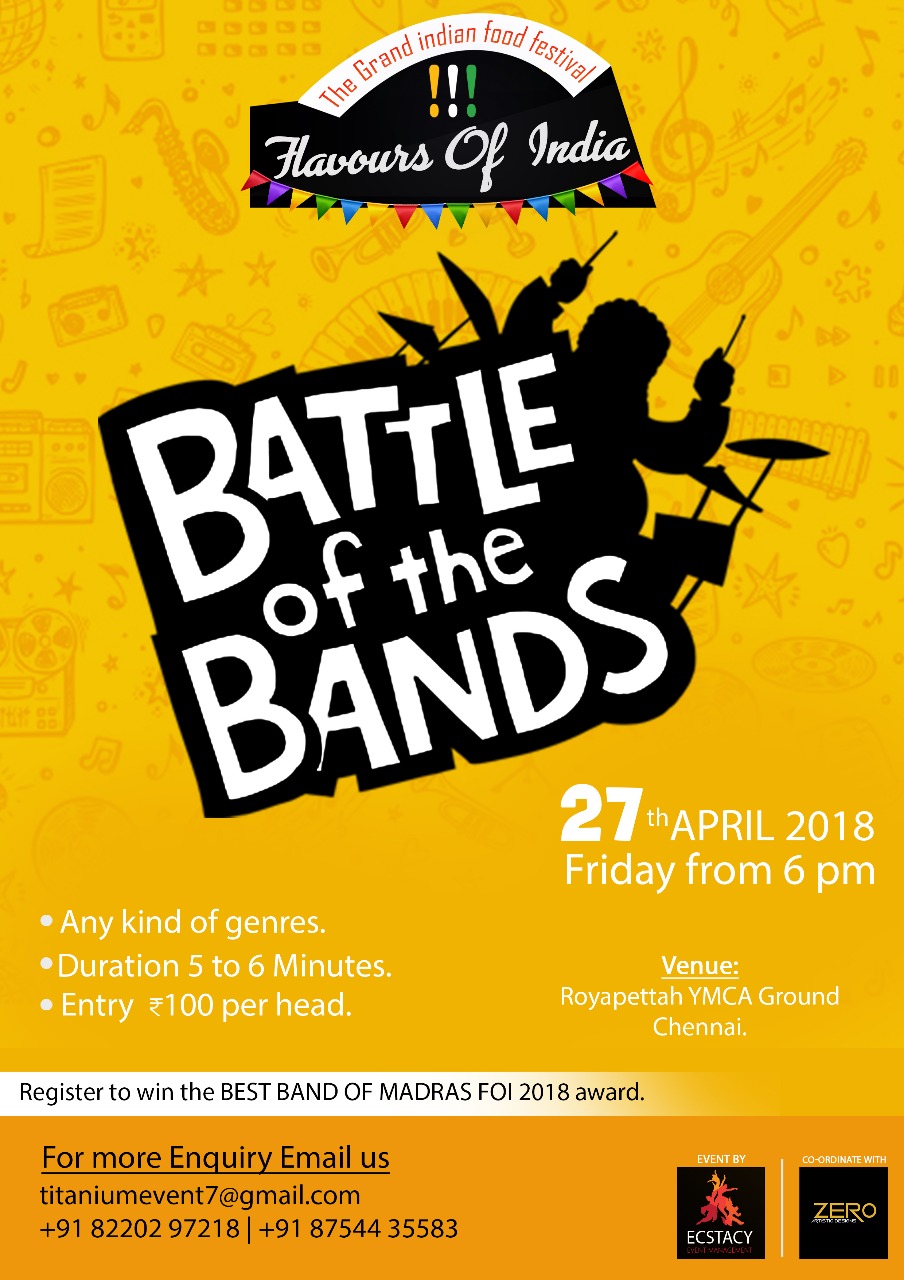 The Grand indian food festival
!!!
Flavours Of India
BATTLE
of the
BANDS
27th APRIL 2018
Friday from 6 pm
• Any kind of genres.
• Duration 5 to 6 Minutes.
• Entry ₹100 per head.
Venue:
Royapettah YMCA Ground
Chennai.
Register to win the BEST BAND OF MADRAS FOI 2018 award.
For more Enquiry Email us
titaniumevent7@gmail.com
+91 82202 97218 | +91 87544 35583
EVENT BY
ECSTACY
EVENT MANAGEMENT
CO-ORDINATE WITH
ZERO
ARTISTIC DESIGNS